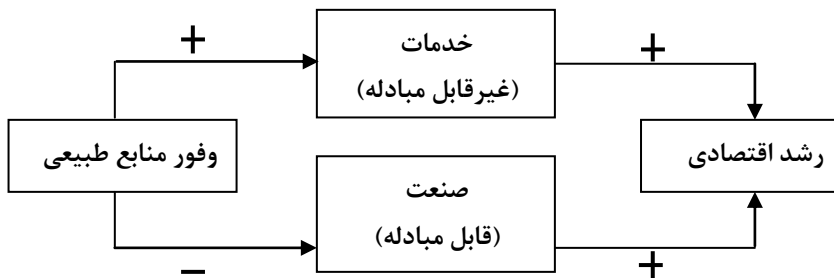 +
+
خدمات
(غیرقابل مبادله)
وفور منابع طبیعی
رشد اقتصادی
صنعت
(قابل مبادله)
–
+